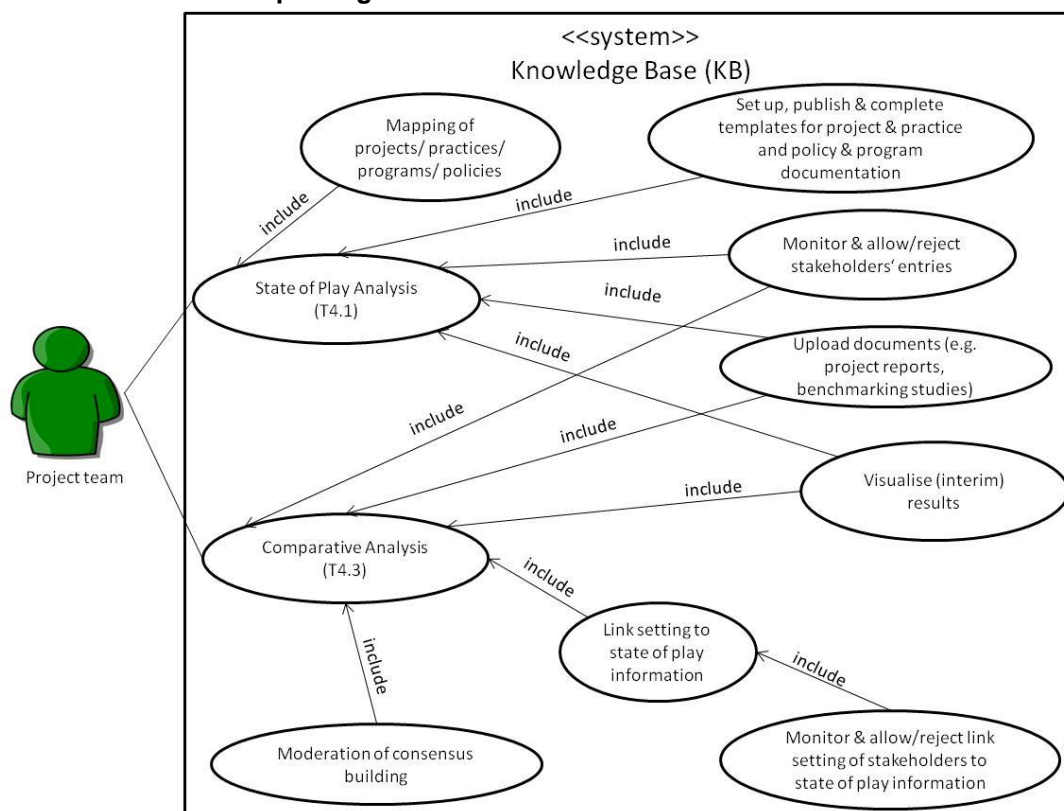 <<system>>
Knowledge Base (KB)
Mapping of
projects/ practices/
programs/ policies
Set up, publish & complete
templates for project & practice
and policy & program
documentation
include
include
include
Monitor & allow/reject
stakeholders‘ entries
State of Play Analysis
(T4.1)
include
include
Upload documents (e.g.
project reports,
benchmarking studies)
include
include
Project team
Visualise (interim)
results
include
Comparative Analysis
(T4.3)
include
Link setting to
state of play
information
include
include
Moderation of consensus
building
Monitor & allow/reject link
setting of stakeholders to
state of play information